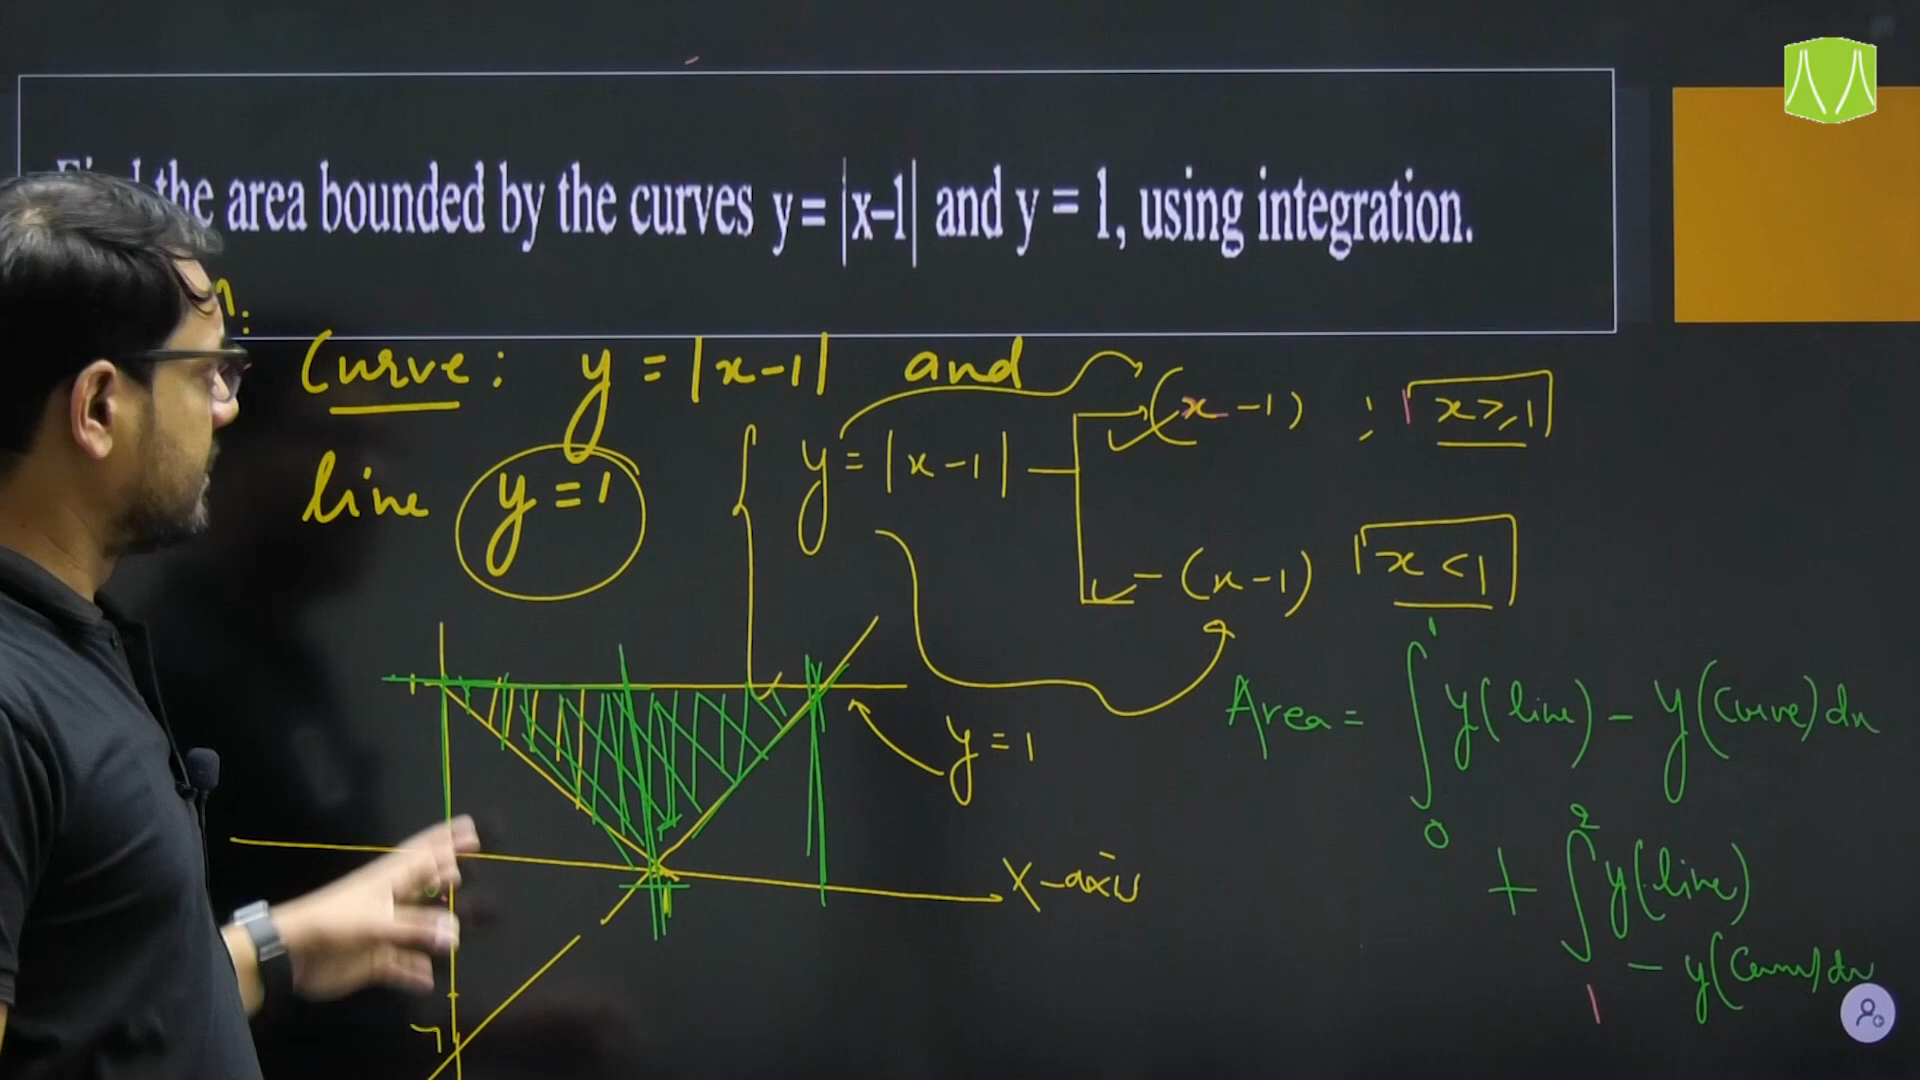 the area bounded by the curves y = |x–1| and y = 1, using integration.
Curve: y = |x-1| and
line y = 1
y = |x-1|
(x-1) ; x ≥ 1
-(x-1) x < 1
y = 1
X-axis
1
Area = ∫₀¹ y(line) - y(curve) dx
+ ∫₁² y(line)
- y(curve) dx